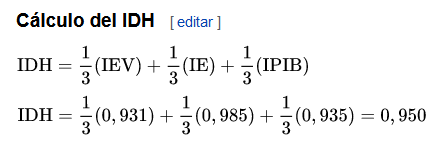 Cálculo del IDH [ editar ]
IDH = 1/3(IEV) + 1/3(IE) + 1/3(IPIB)
IDH = 1/3(0,931) + 1/3(0,985) + 1/3(0,935) = 0,950